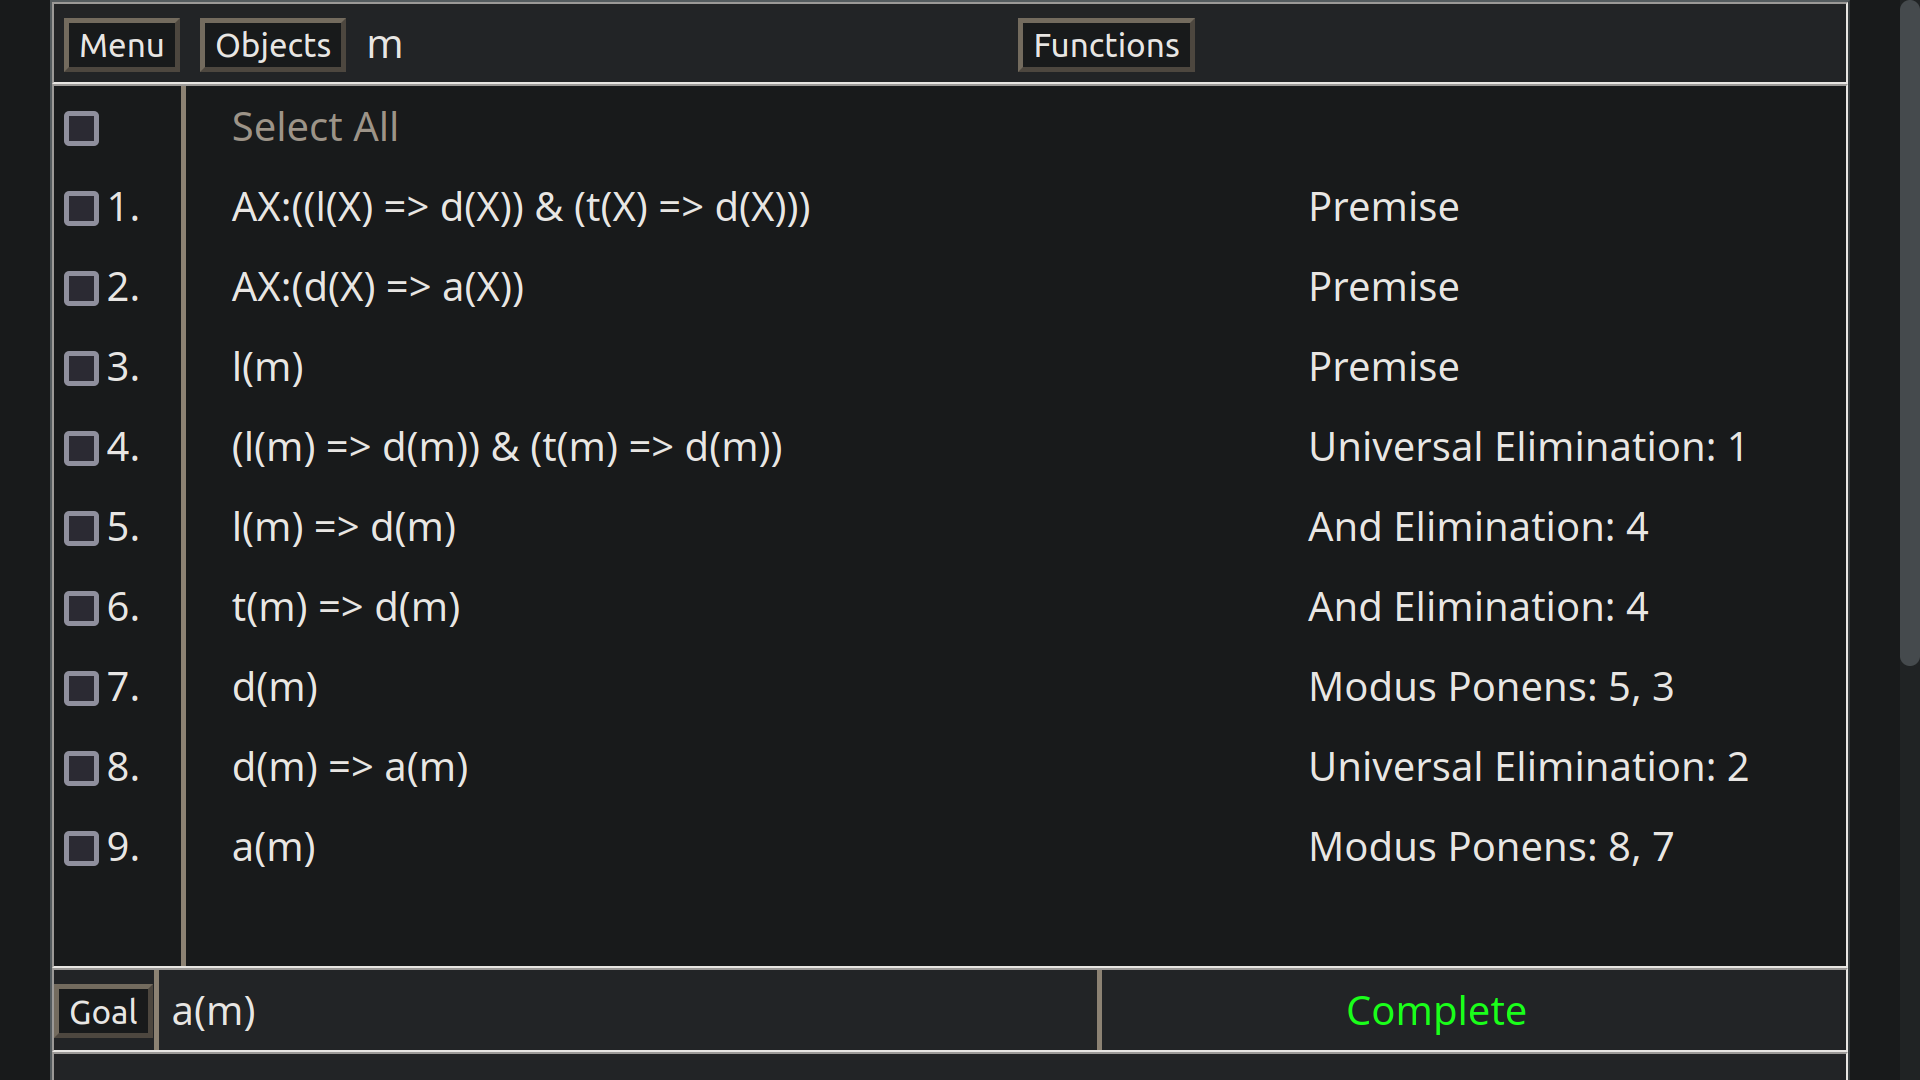 Menu Objects m Functions
Select All
1. AX:((l(X) => d(X)) & (t(X) => d(X))) Premise
2. AX:(d(X) => a(X)) Premise
3. l(m) Premise
4. (l(m) => d(m)) & (t(m) => d(m)) Universal Elimination: 1
5. l(m) => d(m) And Elimination: 4
6. t(m) => d(m) And Elimination: 4
7. d(m) Modus Ponens: 5, 3
8. d(m) => a(m) Universal Elimination: 2
9. a(m) Modus Ponens: 8, 7
Goal a(m) Complete